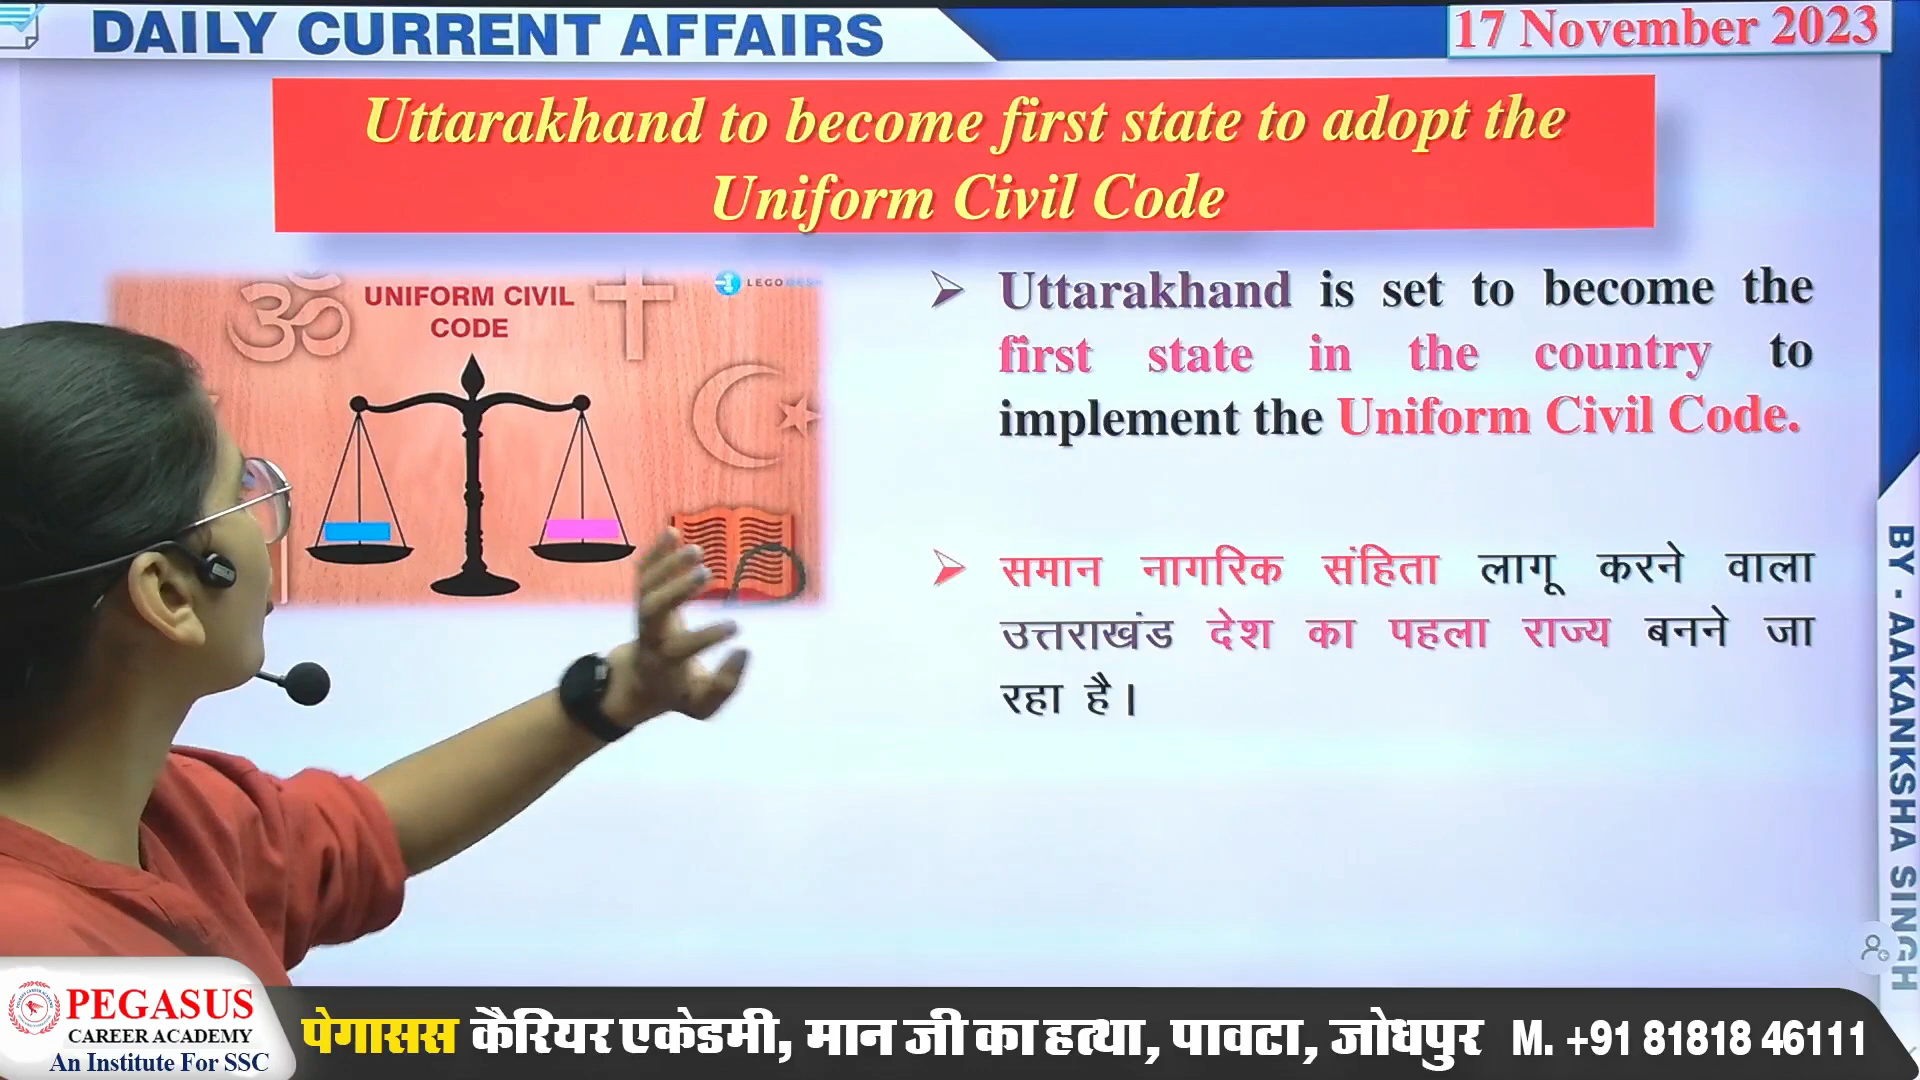 DAILY CURRENT AFFAIRS
17 November 2023
Uttarakhand to become first state to adopt the
Uniform Civil Code
UNIFORM CIVIL
CODE
Uttarakhand is set to become the
first state in the country to
implement the Uniform Civil Code.
समान नागरिक संहिता लागू करने वाला
उत्तराखंड देश का पहला राज्य बनने जा
रहा है।
BY - AAKANKSHA SINGH
PEGASUS
CAREER ACADEMY
An Institute For SSC
पेगासस कैरियर एकेडमी, मान जी का हत्था, पावटा, जोधपुर M. +91 81818 46111